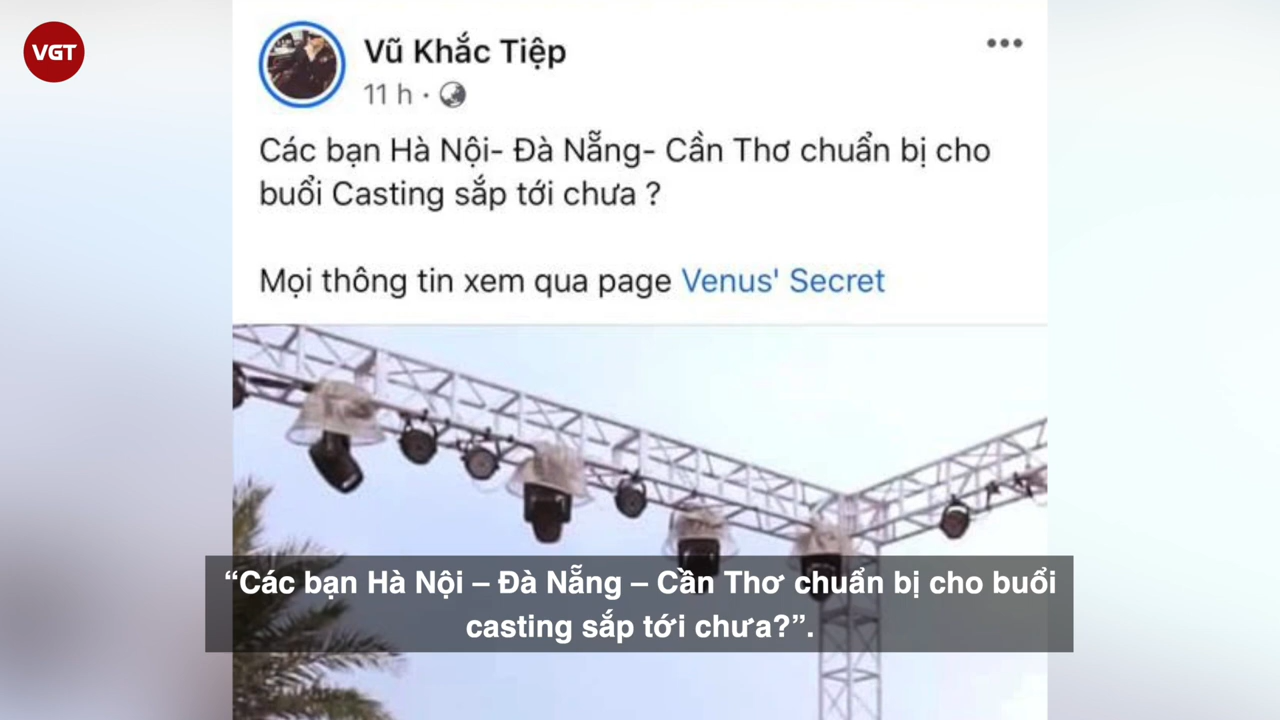 VGT
Vũ Khắc Tiệp
11 h ·
Các bạn Hà Nội- Đà Nẵng- Cần Thơ chuẩn bị cho
buổi Casting sắp tới chưa ?
Mọi thông tin xem qua page Venus' Secret
“Các bạn Hà Nội – Đà Nẵng – Cần Thơ chuẩn bị cho buổi
casting sắp tới chưa?”.